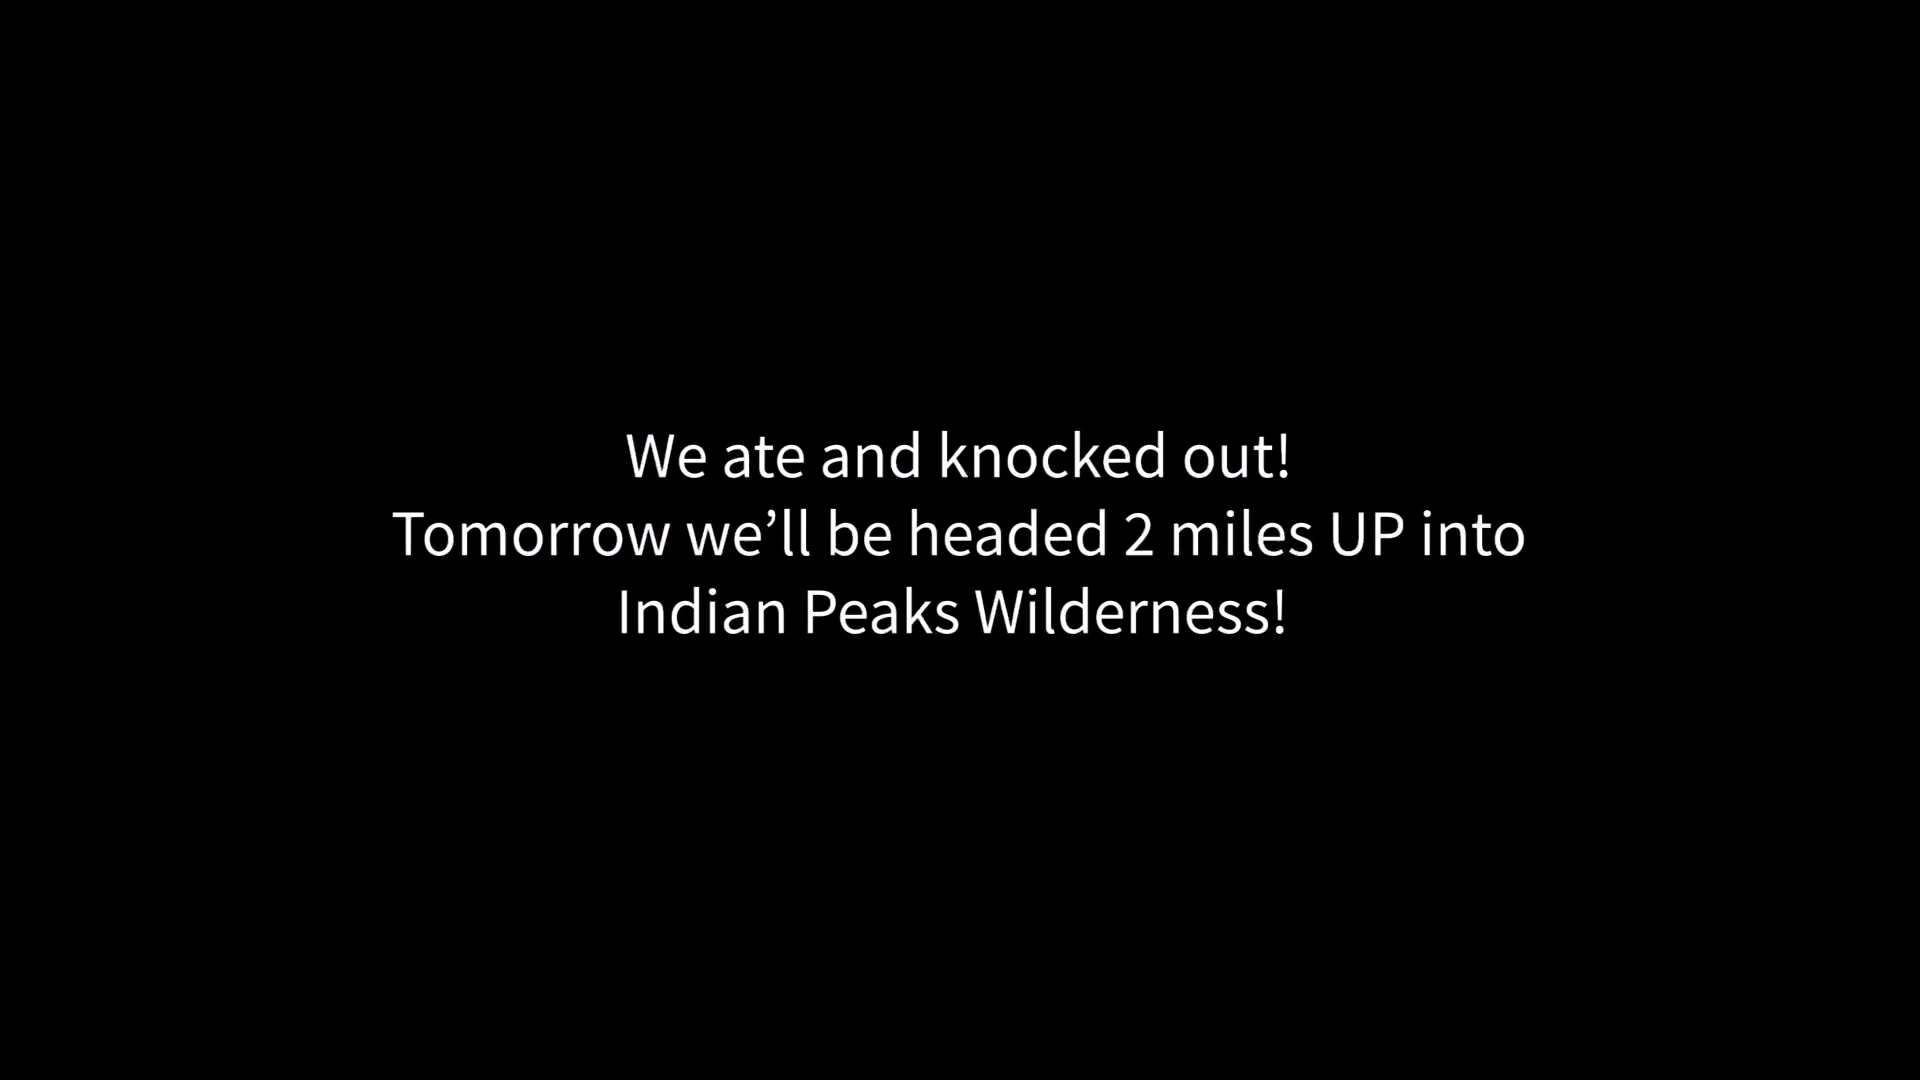 We ate and knocked out!
Tomorrow we’ll be headed 2 miles UP into
Indian Peaks Wilderness!